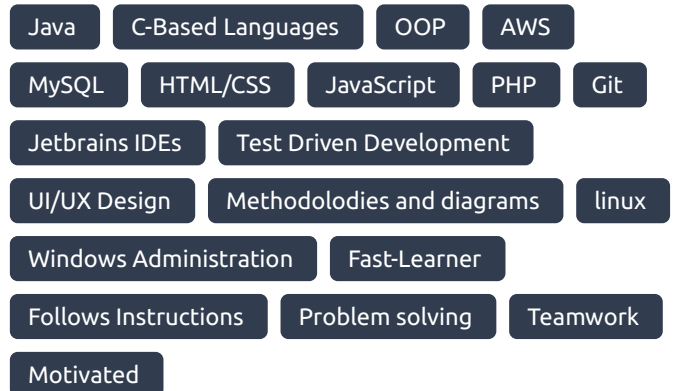 Java C-Based Languages OOP AWS
MySQL HTML/CSS JavaScript PHP Git
Jetbrains IDEs Test Driven Development
UI/UX Design Methodolodies and diagrams linux
Windows Administration Fast-Learner
Follows Instructions Problem solving Teamwork
Motivated